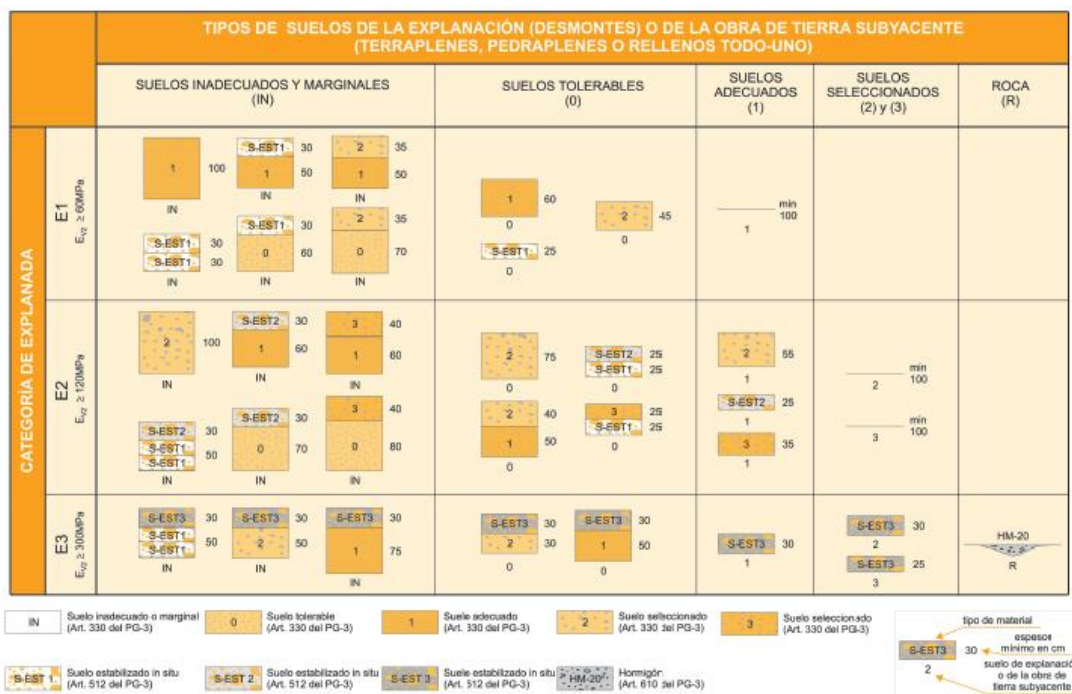 TIPOS DE SUELOS DE LA EXPLANACIÓN (DESMONTES) O DE LA OBRA DE TIERRA SUBYACENTE
(TERRAPLENES, PEDRAPLENES O RELLENOS TODO-UNO)
SUELOS INADECUADOS Y MARGINALES
(IN)
SUELOS TOLERABLES
(0)
SUELOS
ADECUADOS
(1)
SUELOS
SELECCIONADOS
(2) y (3)
ROCA
(R)
CATEGORÍA DE EXPLANADA
E1
EV2 ≥ 60MPa
1 100
IN
S-EST1 30
1 50
IN
2 35
1 50
IN
S-EST1 30
S-EST1 30
IN
S-EST1 30
0 60
IN
2 35
0 70
IN
1 60
0
2 45
0
S-EST1 25
0
min
100
1
E2
EV2 ≥ 120MPa
2 100
IN
S-EST2 30
1 60
IN
3 40
1 60
IN
S-EST2 30
S-EST1 50
S-EST1
IN
S-EST2 30
0 70
IN
3 40
0 80
IN
2 75
0
S-EST2 25
S-EST1 25
0
2 40
1 50
0
3 25
S-EST1 25
0
2 55
1
S-EST2 25
1
3 35
1
min
100
2
min
100
3
E3
EV2 ≥ 300MPa
S-EST3 30
S-EST1 50
S-EST1
IN
S-EST3 30
2 50
IN
S-EST3 30
1 75
IN
S-EST3 30
2 30
0
S-EST3 30
1 50
0
S-EST3 30
1
S-EST3 30
2
S-EST3 25
3
HM-20
R
IN Suelo inadecuado o marginal
(Art. 330 del PG-3)
0 Suelo tolerable
(Art. 330 del PG-3)
1 Suelo adecuado
(Art. 330 del PG-3)
2 Suelo seleccionado
(Art. 330 del PG-3)
3 Suelo seleccionado
(Art. 330 del PG-3)
S-EST 1 Suelo estabilizado in situ
(Art. 512 del PG-3)
S-EST 2 Suelo estabilizado in situ
(Art. 512 del PG-3)
S-EST 3 Suelo estabilizado in situ
(Art. 512 del PG-3)
HM-20 Hormigón
(Art. 610 del PG-3)
tipo de material
espesor
mínimo en cm
S-EST3 30
2
suelo de explanación
o de la obra de
tierra subyacente